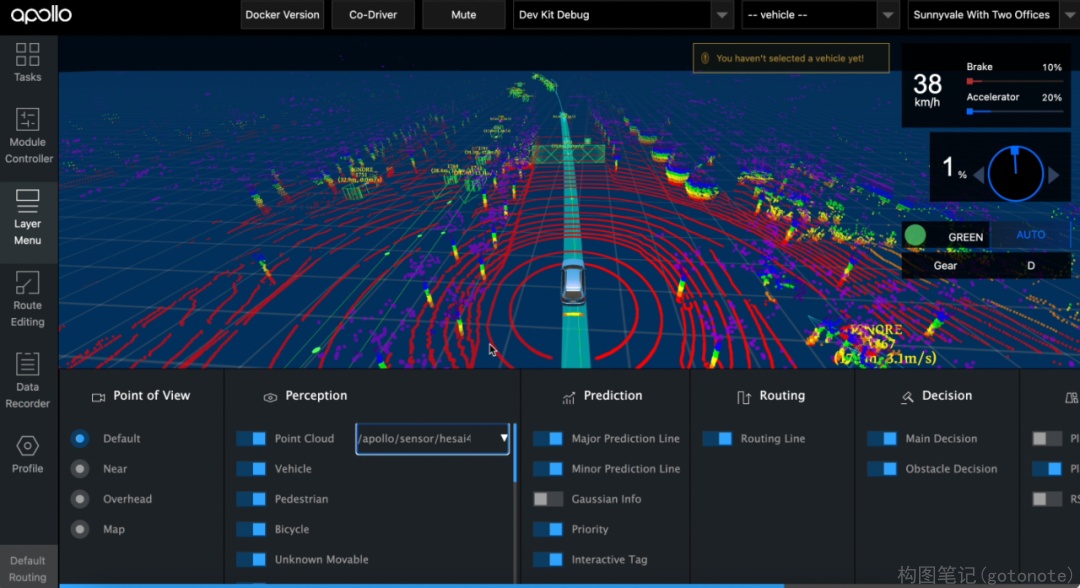 apollo
Docker Version
Co-Driver
Mute
Dev Kit Debug
-- vehicle --
Sunnyvale With Two Offices
You haven't selected a vehicle yet!
38
km/h
Brake 10%
Accelerator 20%
1 %
GREEN AUTO
Gear D
IGNORE
(17. m, 3.1m/s)
Tasks
Module
Controller
Layer
Menu
Route
Editing
Data
Recorder
Profile
Default
Routing
Point of View
Default
Near
Overhead
Map
Perception
Point Cloud /apollo/sensor/hesai4
Vehicle
Pedestrian
Bicycle
Unknown Movable
Prediction
Major Prediction Line
Minor Prediction Line
Gaussian Info
Priority
Interactive Tag
Routing
Routing Line
Decision
Main Decision
Obstacle Decision
Pl
Pl
RS
构图笔记(gotonote)